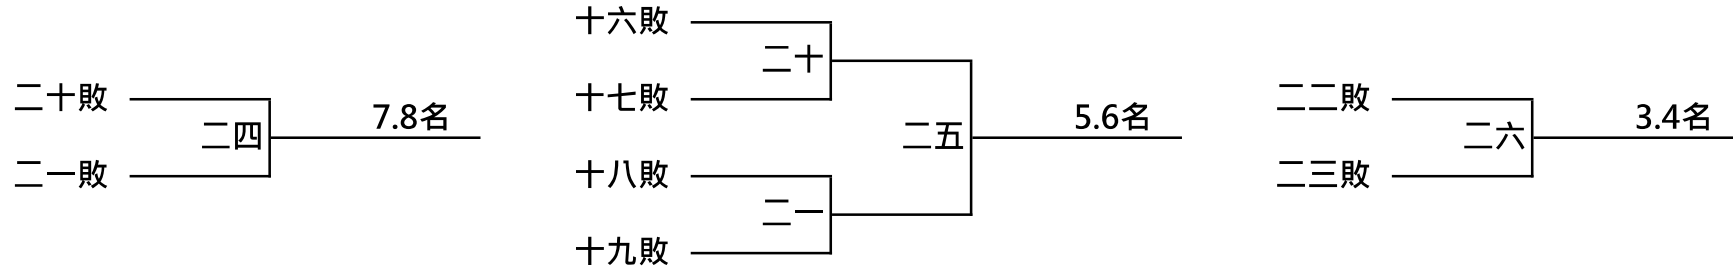 二十敗
二一敗
二四
7.8名
十六敗
十七敗
二十
十八敗
十九敗
二一
二五
5.6名
二二敗
二三敗
二六
3.4名